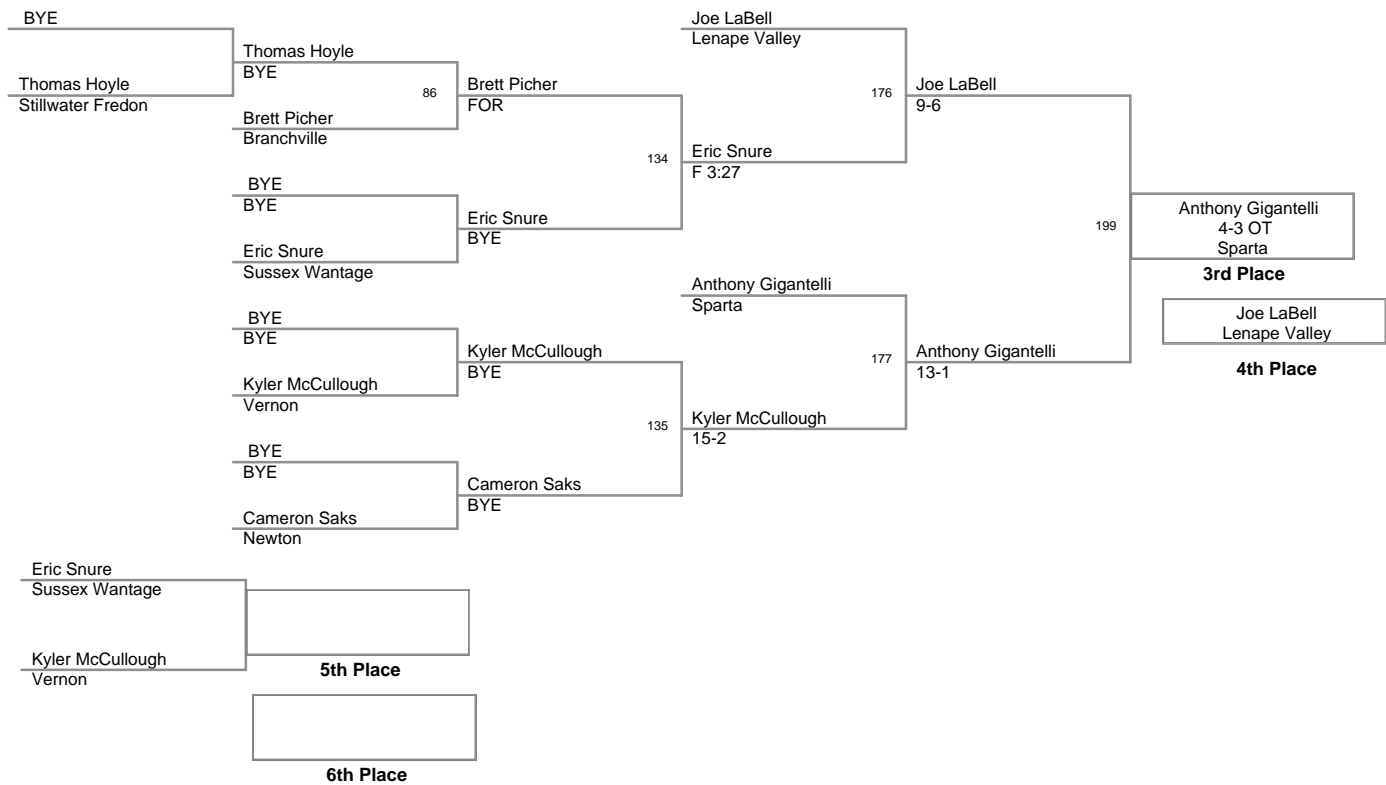 BYE
Thomas Hoyle
Stillwater Fredon
Thomas Hoyle
BYE
86
Brett Picher
Branchville
BYE
BYE
Eric Snure
Sussex Wantage
BYE
BYE
Kyler McCullough
Vernon
BYE
BYE
Cameron Saks
Newton
Brett Picher
FOR
134
Eric Snure
BYE
Kyler McCullough
BYE
135
Cameron Saks
BYE
Joe LaBell
Lenape Valley
176
Eric Snure
F 3:27
Anthony Gigantelli
Sparta
177
Kyler McCullough
15-2
Joe LaBell
9-6
199
Anthony Gigantelli
13-1
Anthony Gigantelli
4-3 OT
Sparta
3rd Place
Joe LaBell
Lenape Valley
4th Place
Eric Snure
Sussex Wantage
Kyler McCullough
Vernon
5th Place
6th Place